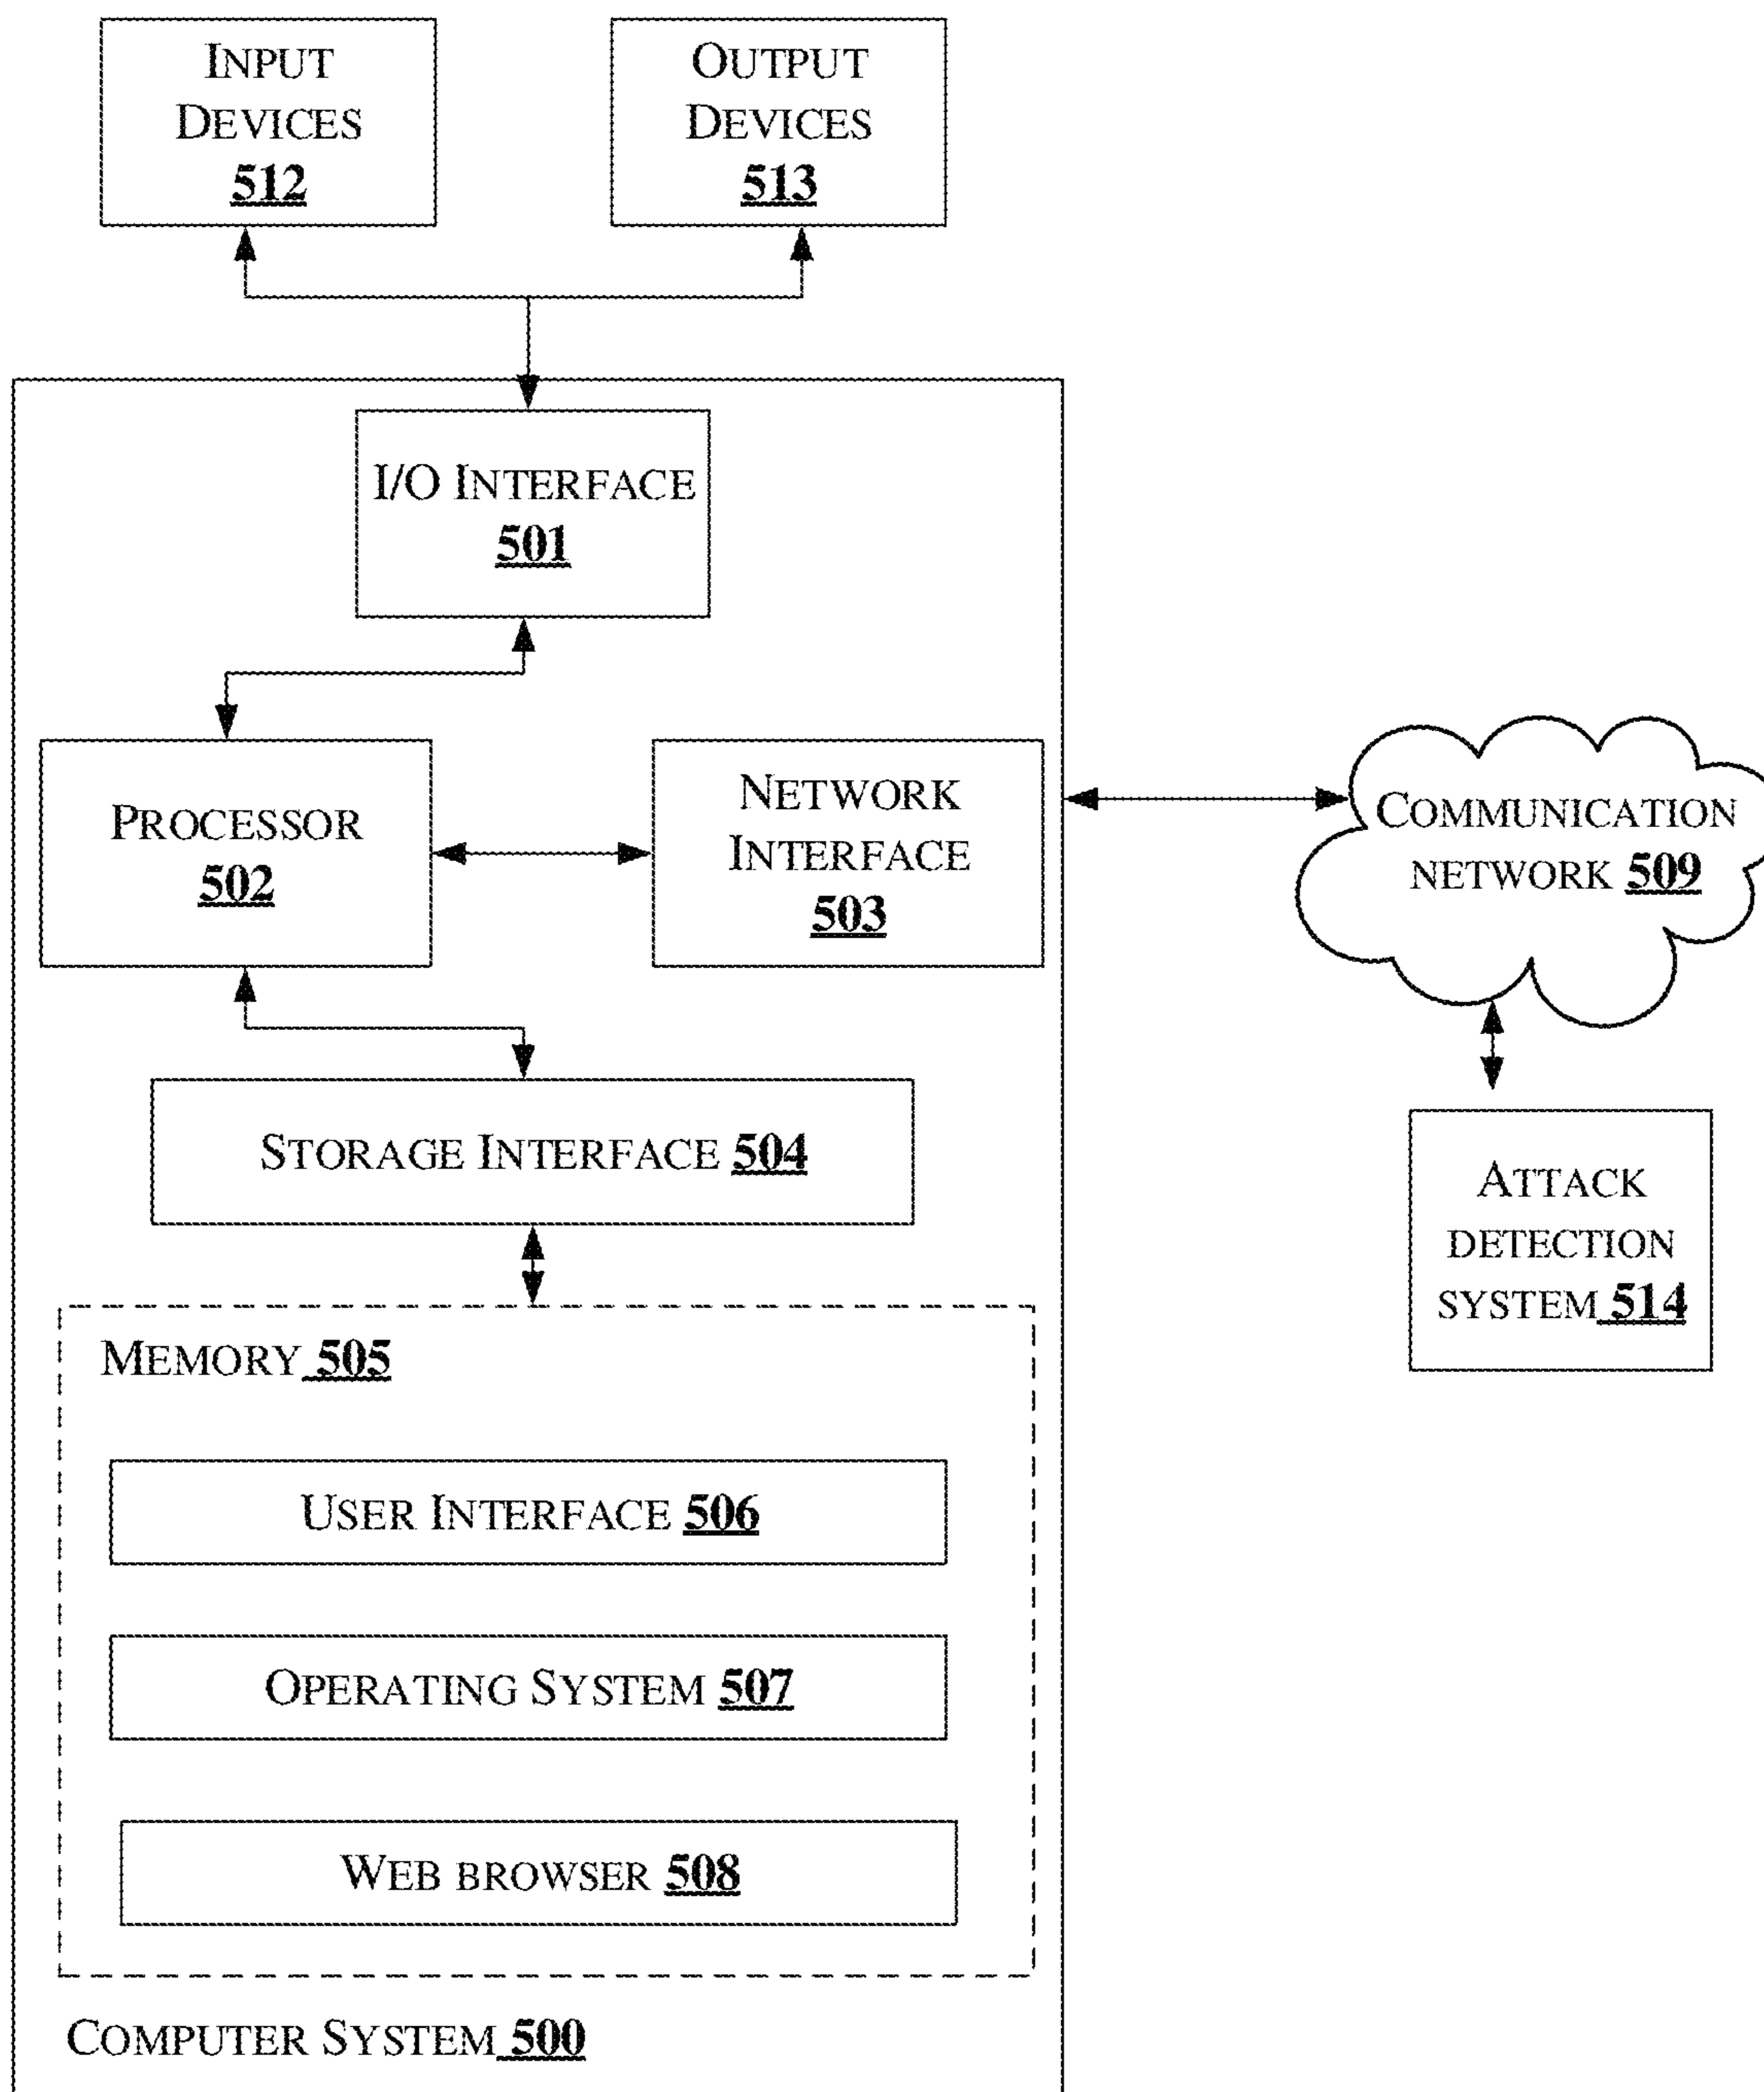 INPUT
DEVICES
512
OUTPUT
DEVICES
513
I/O INTERFACE
501
PROCESSOR
502
NETWORK
INTERFACE
503
COMMUNICATION
NETWORK 509
STORAGE INTERFACE 504
ATTACK
DETECTION
SYSTEM 514
MEMORY 505
USER INTERFACE 506
OPERATING SYSTEM 507
WEB BROWSER 508
COMPUTER SYSTEM 500